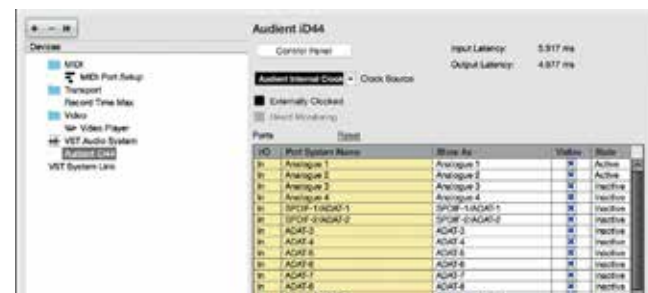 + - H
Devices
MIDI
MIDI Port Setup
Transport
Record Time Max
Video
Video Player
VST Audio System
Audient iD44
VST System Link
Audient iD44
Control Panel
Input Latency: 5.917 ms
Output Latency: 4.977 ms
Audient Internal Clock Clock Source
Externally Clocked
Direct Monitoring
Ports Reset
I/O Port System Name Show As Visible State
In Analogue 1 Analogue 1 Active
In Analogue 2 Analogue 2 Active
In Analogue 3 Analogue 3 Inactive
In Analogue 4 Analogue 4 Inactive
In SPDIF-1/ADAT-1 SPDIF-1/ADAT-1 Inactive
In SPDIF-2/ADAT-2 SPDIF-2/ADAT-2 Inactive
In ADAT-3 ADAT-3 Inactive
In ADAT-4 ADAT-4 Inactive
In ADAT-5 ADAT-5 Inactive
In ADAT-6 ADAT-6 Inactive
In ADAT-7 ADAT-7 Inactive
In ADAT-8 ADAT-8 Inactive